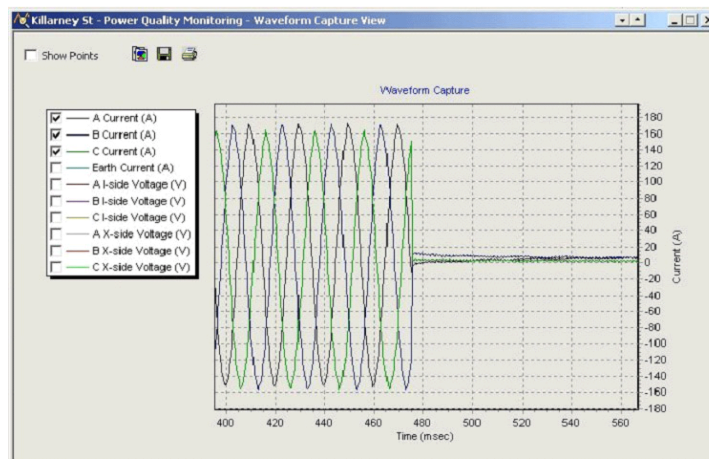 Killarney St - Power Quality Monitoring - Waveform Capture View
Show Points
Waveform Capture
A Current (A)
B Current (A)
C Current (A)
Earth Current (A)
A I-side Voltage (V)
B I-side Voltage (V)
C I-side Voltage (V)
A X-side Voltage (V)
B X-side Voltage (V)
C X-side Voltage (V)
180
160
140
120
100
80
60
40
20
0
-20
-40
-60
-80
-100
-120
-140
-160
-180
Current (A)
400 420 440 460 480 500 520 540 560
Time (msec)